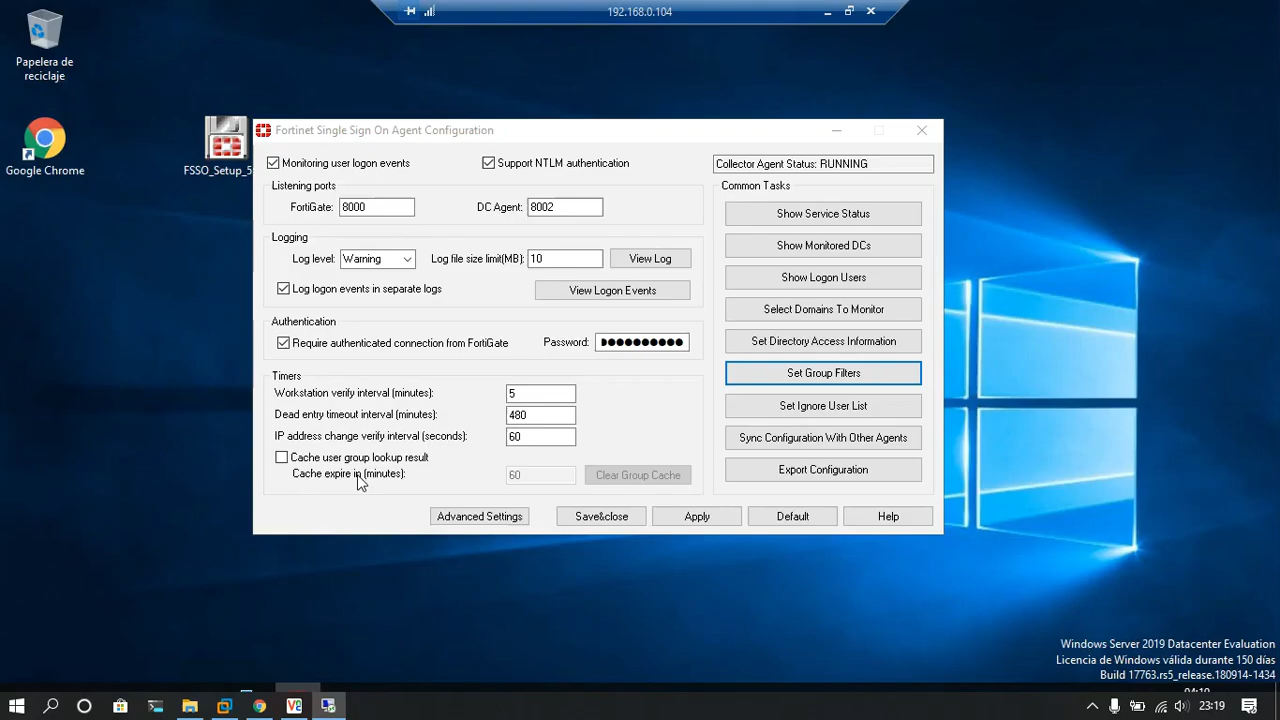 192.168.0.104
Papelera de
reciclaje
Google Chrome
FSSO_Setup_5
Fortinet Single Sign On Agent Configuration
Monitoring user logon events
Support NTLM authentication
Collector Agent Status: RUNNING
Listening ports
FortiGate: 8000
DC Agent: 8002
Logging
Log level: Warning
Log file size limit(MB): 10
View Log
Log logon events in separate logs
View Logon Events
Authentication
Require authenticated connection from FortiGate
Password:
Timers
Workstation verify interval (minutes): 5
Dead entry timeout interval (minutes): 480
IP address change verify interval (seconds): 60
Cache user group lookup result
Cache expire in (minutes): 60
Clear Group Cache
Common Tasks
Show Service Status
Show Monitored DCs
Show Logon Users
Select Domains To Monitor
Set Directory Access Information
Set Group Filters
Set Ignore User List
Sync Configuration With Other Agents
Export Configuration
Advanced Settings
Save&close
Apply
Default
Help
Windows Server 2019 Datacenter Evaluation
Licencia de Windows válida durante 150 días
Build 17763.rs5_release.180914-1434
23:19